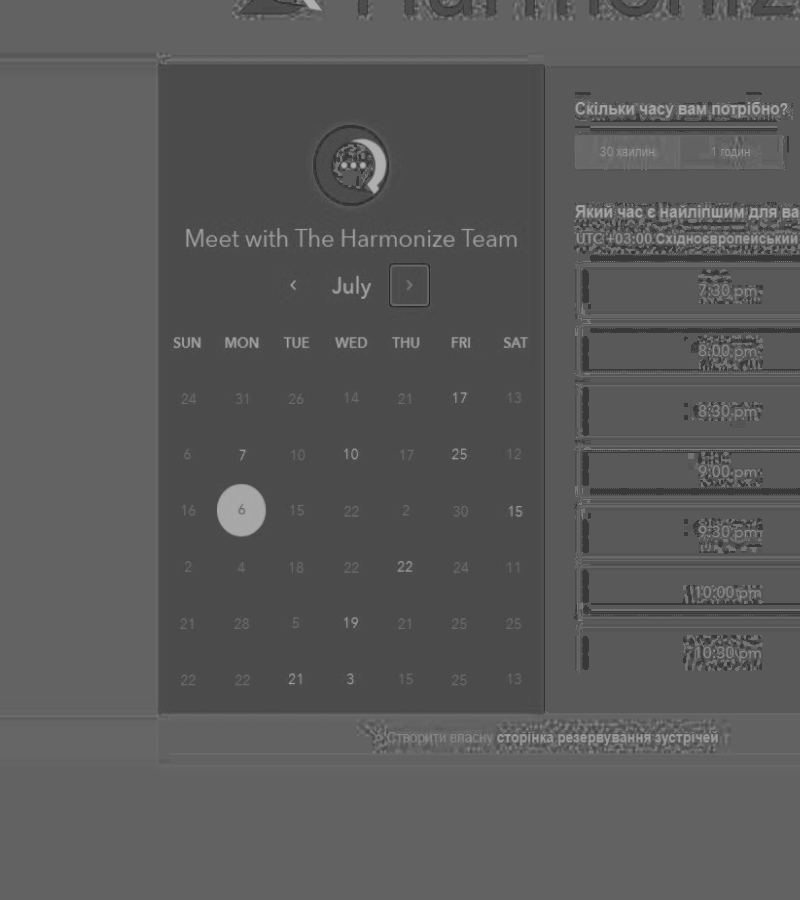 Harmoniz
Meet with The Harmonize Team
‹ July ›
SUN MON TUE WED THU FRI SAT
24 31 26 14 21 17 13
6 7 10 10 17 25 12
16 6 15 22 2 30 15
2 4 18 22 22 24 11
21 28 5 19 21 25 25
22 22 21 3 15 25 13
Скільки часу вам потрібно?
30 хвилин 1 годин
Який час є найліпшим для ва
UTC +03:00 Східноєвропейський
7:30 pm
8:00 pm
8:30 pm
9:00 pm
9:30 pm
10:00 pm
10:30 pm
Створити власну сторінка резервування зустрічей